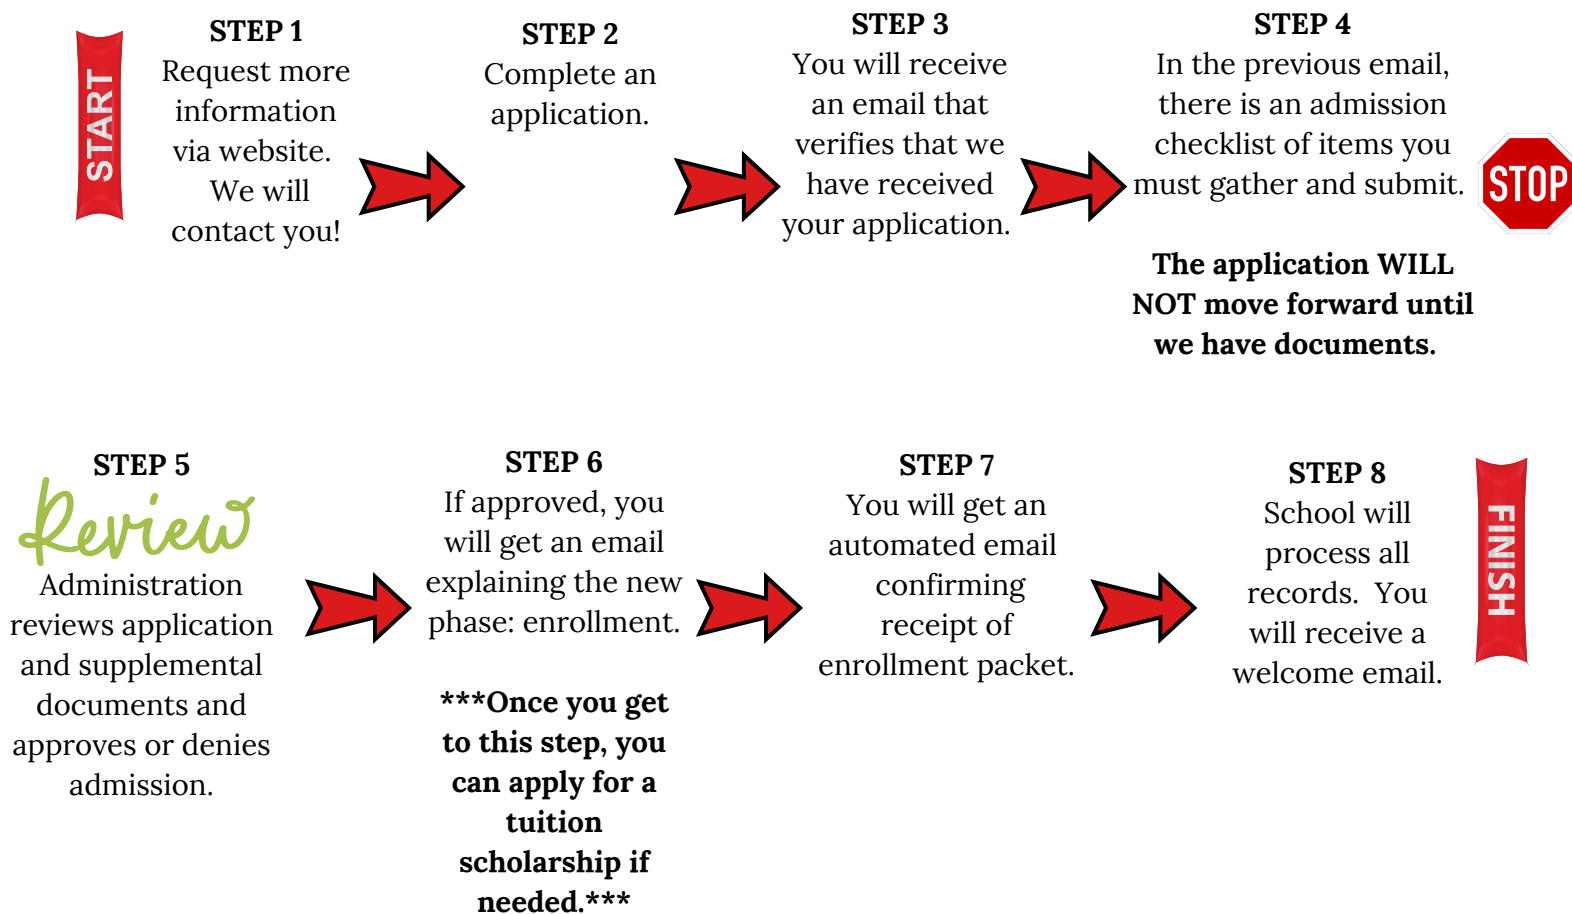 START
STEP 1
Request more
information
via website.
We will
contact you!
STEP 2
Complete an
application.
STEP 3
You will receive
an email that
verifies that we
have received
your application.
STEP 4
In the previous email,
there is an admission
checklist of items you
must gather and submit.
The application WILL
NOT move forward until
we have documents.
STOP
STEP 5
Review
Administration
reviews application
and supplemental
documents and
approves or denies
admission.
STEP 6
If approved, you
will get an email
explaining the new
phase: enrollment.
***Once you get
to this step, you
can apply for a
tuition
scholarship if
needed.***
STEP 7
You will get an
automated email
confirming
receipt of
enrollment packet.
STEP 8
School will
process all
records.  You
will receive a
welcome email.
FINISH